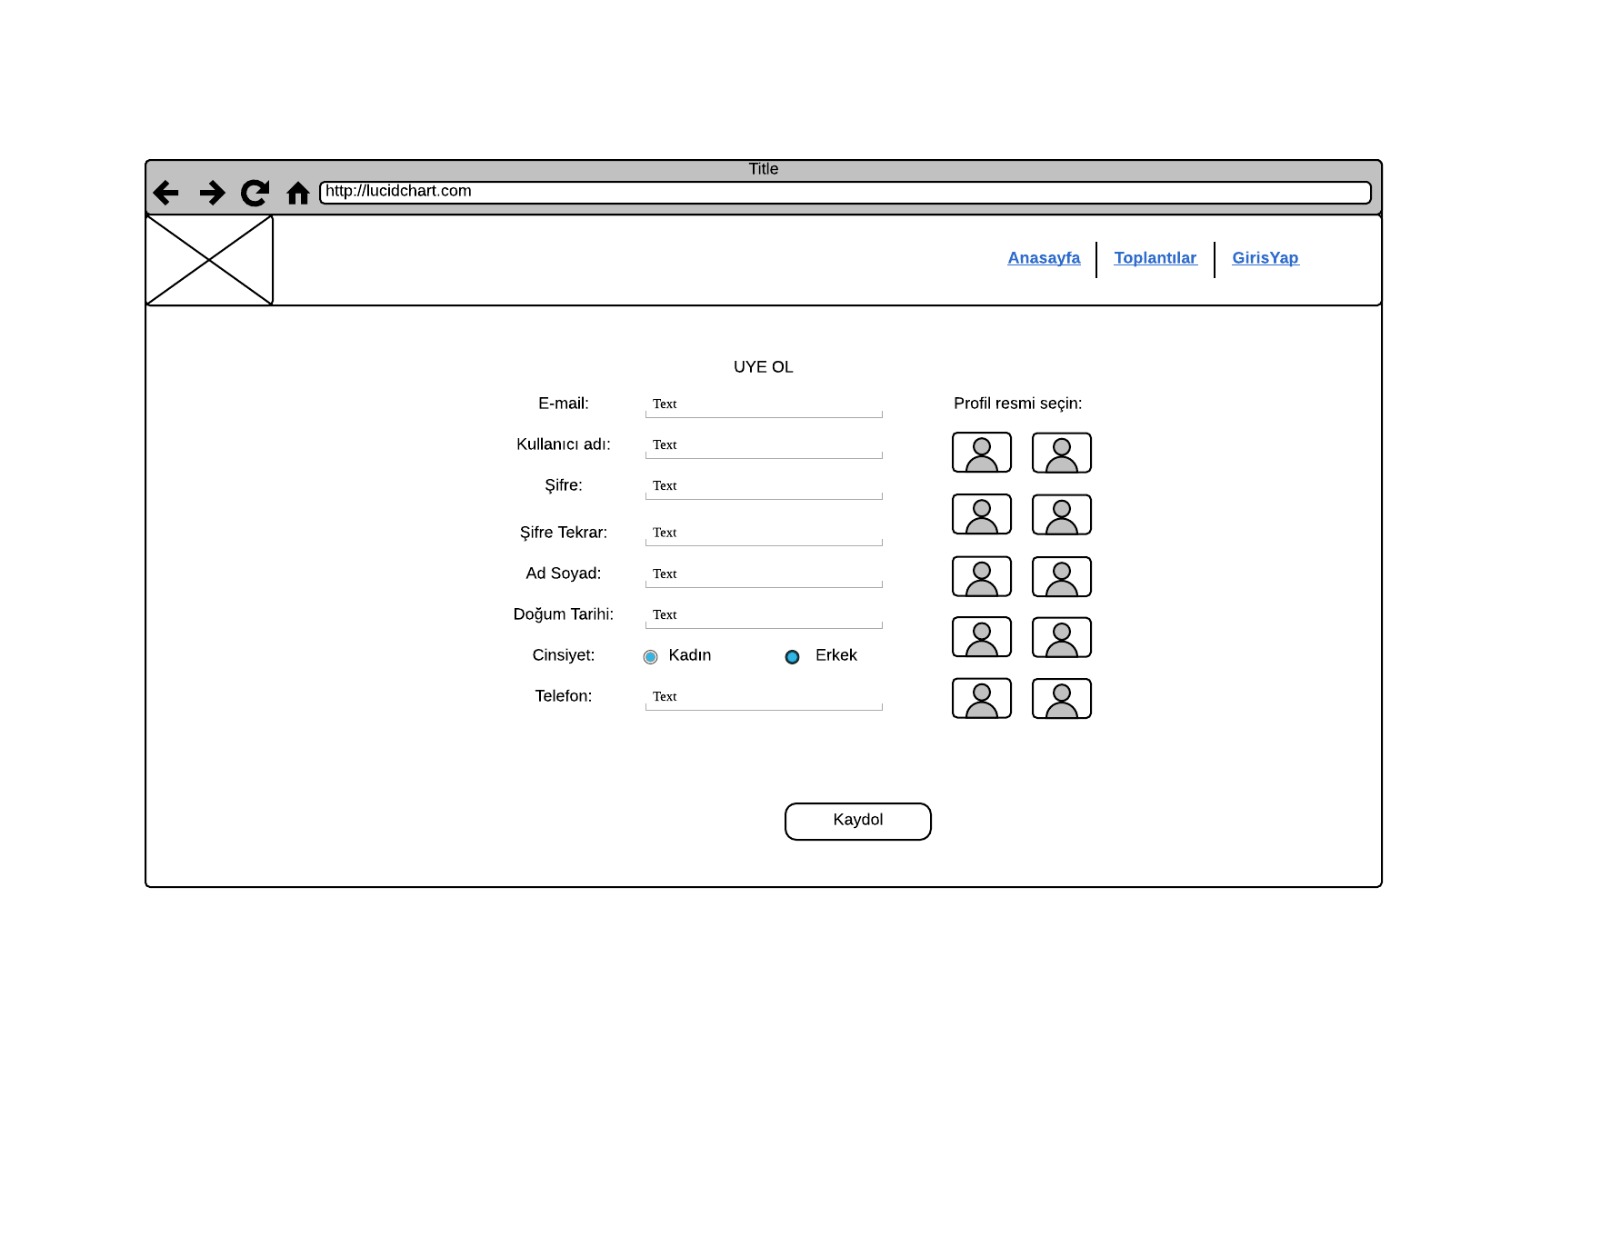 Title
http://lucidchart.com
Anasayfa
Toplantılar
GirisYap
UYE OL
E-mail:
Text
Kullanıcı adı:
Text
Şifre:
Text
Şifre Tekrar:
Text
Ad Soyad:
Text
Doğum Tarihi:
Text
Cinsiyet:
Kadın
Erkek
Telefon:
Text
Profil resmi seçin:
Kaydol